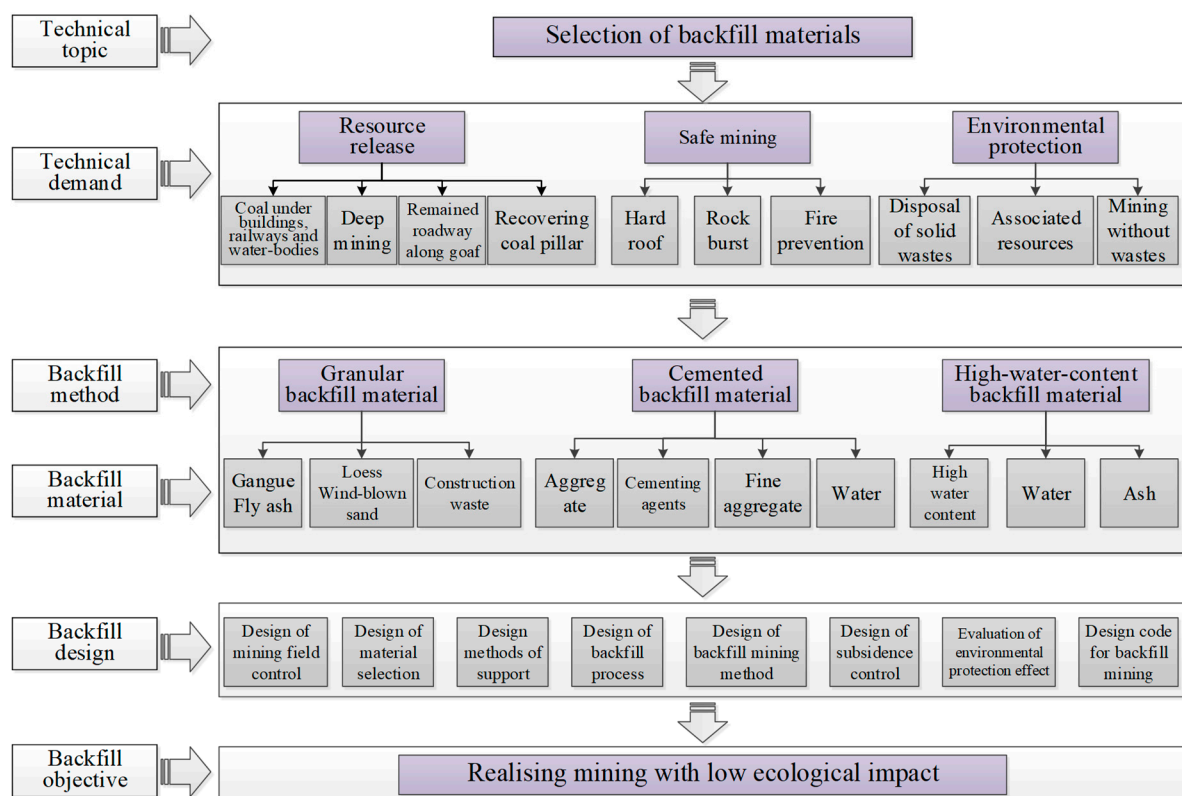 Technical
topic
Selection of backfill materials
Technical
demand
Resource
release
Coal under
buildings,
railways and
water-bodies
Deep
mining
Remained
roadway
along goaf
Recovering
coal pillar
Safe mining
Hard
roof
Rock
burst
Fire
prevention
Environmental
protection
Disposal
of solid
wastes
Associated
resources
Mining
without
wastes
Backfill
method
Granular
backfill material
Cemented
backfill material
High-water-content
backfill material
Backfill
material
Gangue
Fly ash
Loess
Wind-blown
sand
Construction
waste
Aggreg
ate
Cementing
agents
Fine
aggregate
Water
High
water
content
Water
Ash
Backfill
design
Design of
mining field
control
Design of
material
selection
Design
methods of
support
Design of
backfill
process
Design of
backfill mining
method
Design of
subsidence
control
Evaluation of
environmental
protection effect
Design code
for backfill
mining
Backfill
objective
Realising mining with low ecological impact